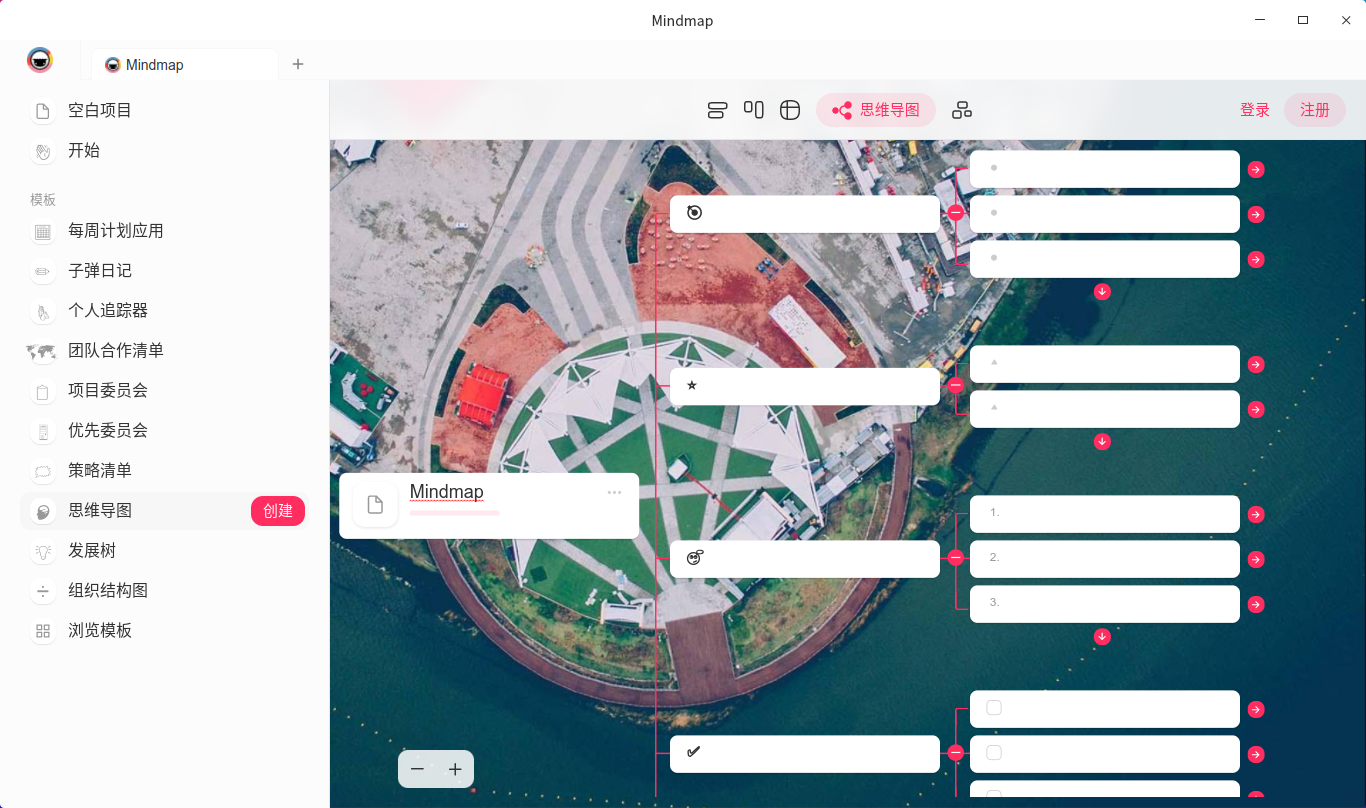 Mindmap
Mindmap
空白项目
开始
模板
每周计划应用
子弹日记
个人追踪器
团队合作清单
项目委员会
优先委员会
策略清单
思维导图
创建
发展树
组织结构图
浏览模板
思维导图
登录
注册
Mindmap
1.
2.
3.